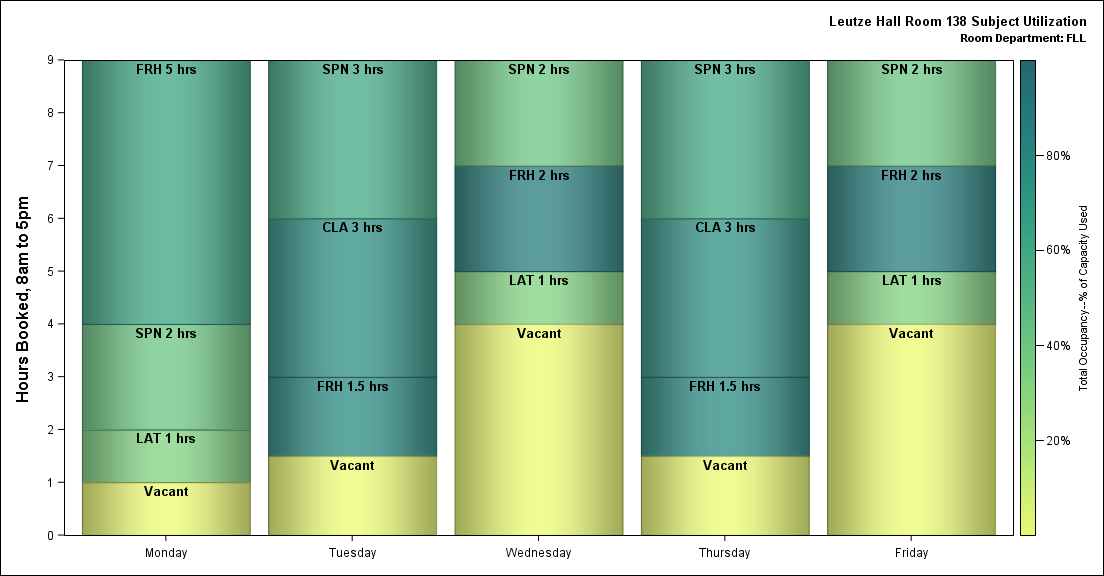 Leutze Hall Room 138 Subject Utilization
Room Department: FLL
Hours Booked, 8am to 5pm
9
8
7
6
5
4
3
2
1
0
FRH 5 hrs
SPN 2 hrs
LAT 1 hrs
Vacant
SPN 3 hrs
CLA 3 hrs
FRH 1.5 hrs
Vacant
SPN 2 hrs
FRH 2 hrs
LAT 1 hrs
Vacant
SPN 3 hrs
CLA 3 hrs
FRH 1.5 hrs
Vacant
SPN 2 hrs
FRH 2 hrs
LAT 1 hrs
Vacant
Monday
Tuesday
Wednesday
Thursday
Friday
80%
60%
40%
20%
Total Occupancy--% of Capacity Used